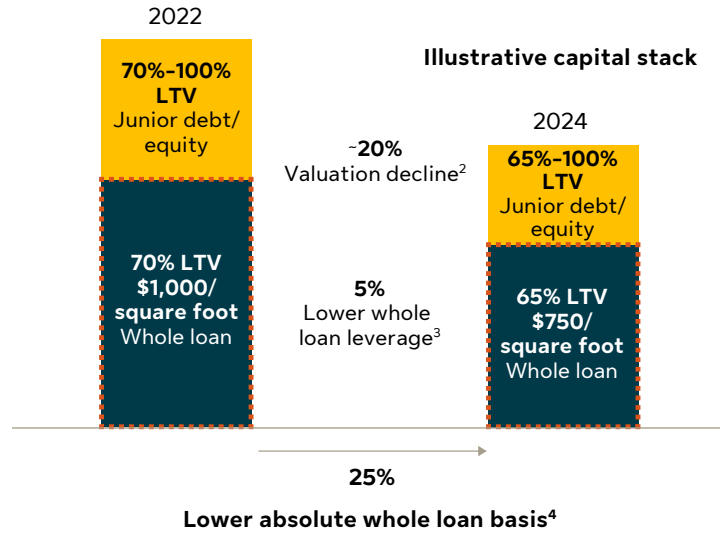 2022
70%–100%
LTV
Junior debt/
equity
70% LTV
$1,000/
square foot
Whole loan
Illustrative capital stack
~20%
Valuation decline²
5%
Lower whole
loan leverage³
2024
65%–100%
LTV
Junior debt/
equity
65% LTV
$750/
square foot
Whole loan
25%
Lower absolute whole loan basis⁴